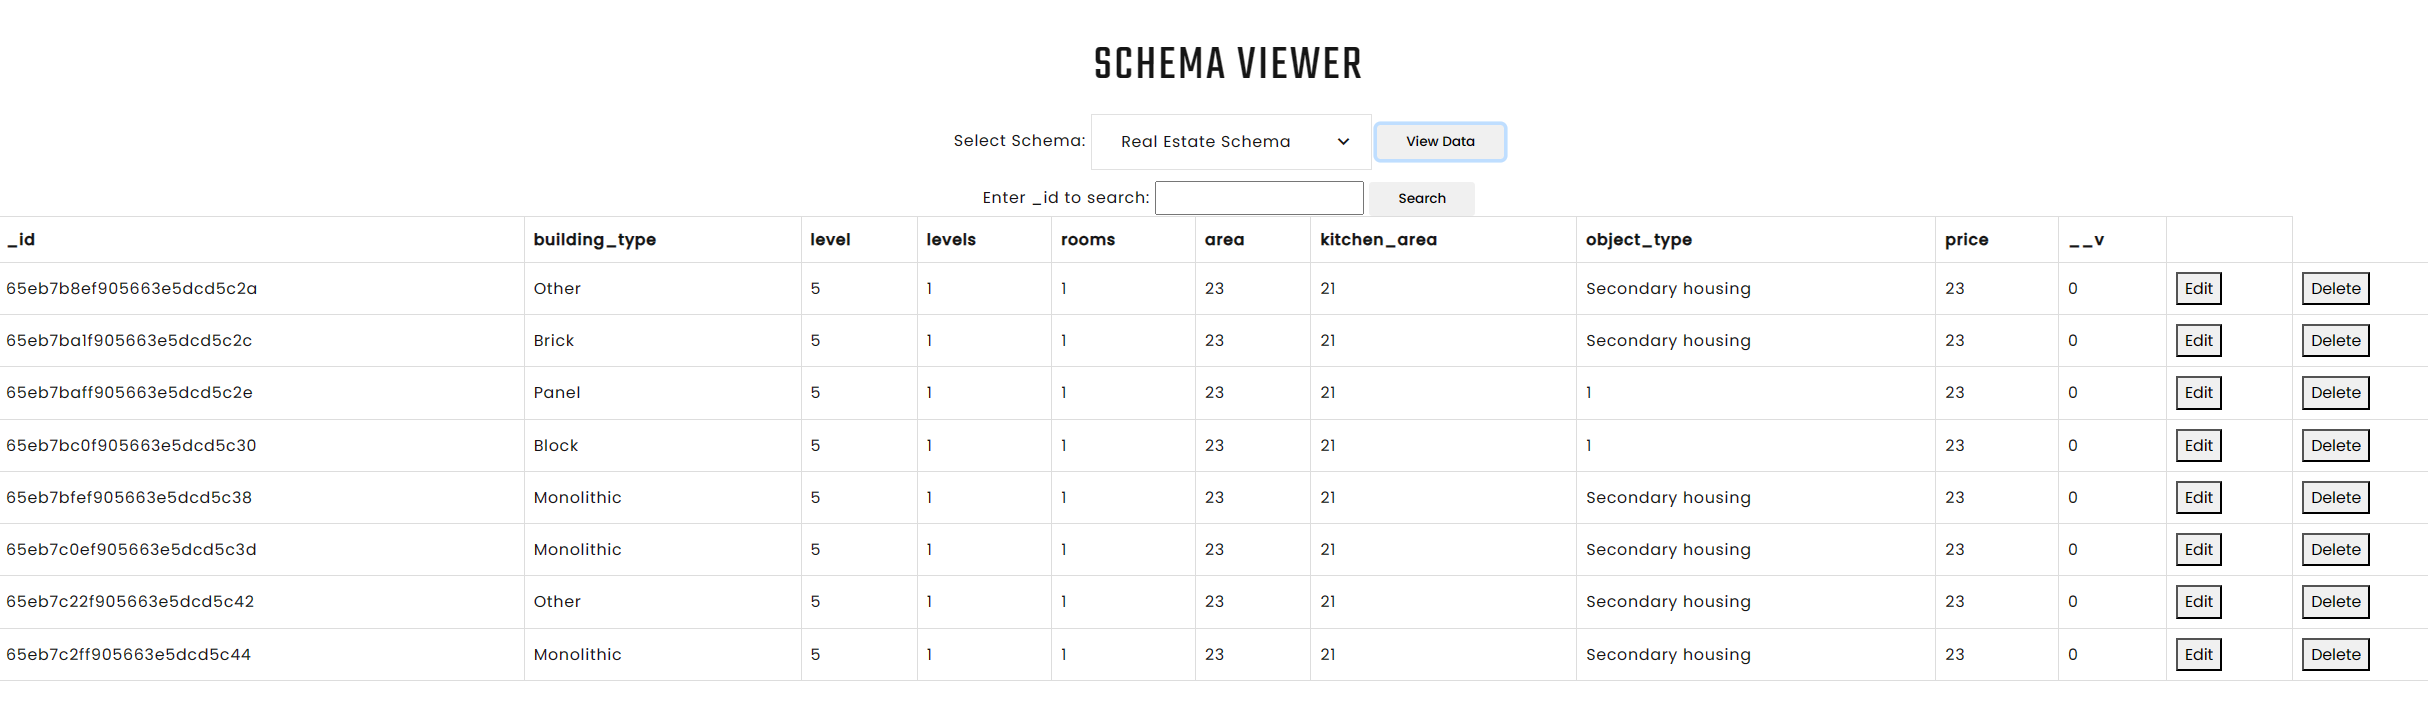 SCHEMA VIEWER
Select Schema: Real Estate Schema View Data
Enter _id to search: Search
_id building_type level levels rooms area kitchen_area object_type price __v
65eb7b8ef905663e5dcd5c2a Other 5 1 1 23 21 Secondary housing 23 0 Edit Delete
65eb7ba1f905663e5dcd5c2c Brick 5 1 1 23 21 Secondary housing 23 0 Edit Delete
65eb7baff905663e5dcd5c2e Panel 5 1 1 23 21 1 23 0 Edit Delete
65eb7bc0f905663e5dcd5c30 Block 5 1 1 23 21 1 23 0 Edit Delete
65eb7bfef905663e5dcd5c38 Monolithic 5 1 1 23 21 Secondary housing 23 0 Edit Delete
65eb7c0ef905663e5dcd5c3d Monolithic 5 1 1 23 21 Secondary housing 23 0 Edit Delete
65eb7c22f905663e5dcd5c42 Other 5 1 1 23 21 Secondary housing 23 0 Edit Delete
65eb7c2ff905663e5dcd5c44 Monolithic 5 1 1 23 21 Secondary housing 23 0 Edit Delete